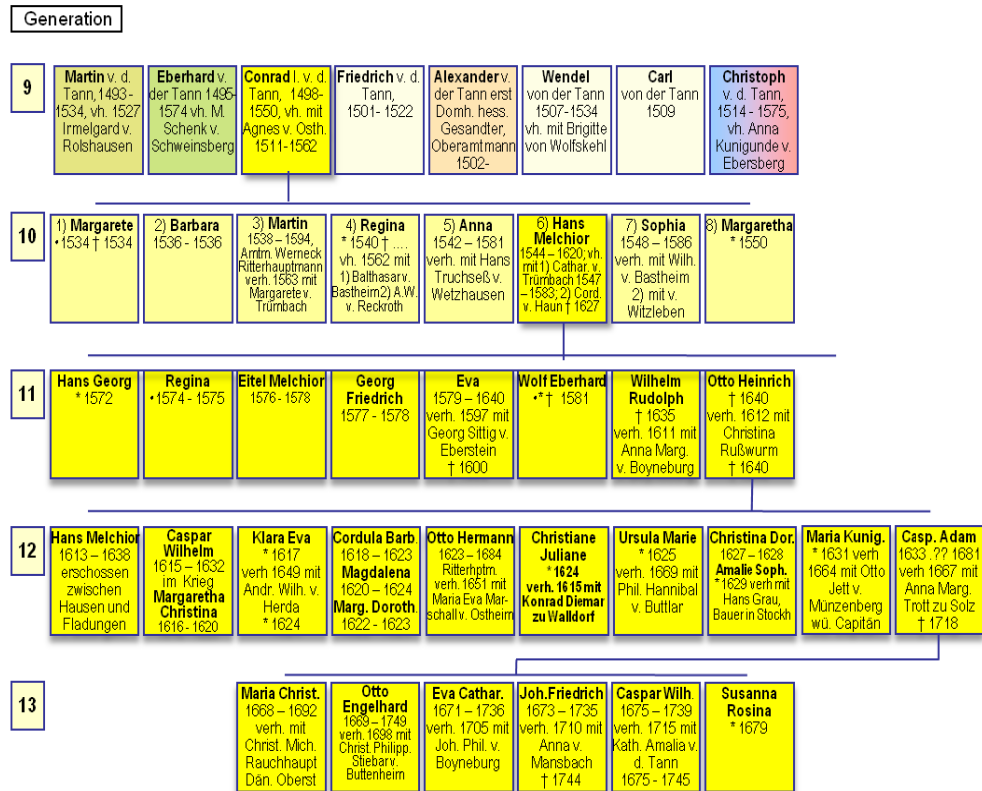 Generation
9
Martin v. d.
Tann, 1493-
1534, vh. 1527
Irmelgard v.
Rolshausen
Eberhard v.
der Tann 1495-
1574 vh. M.
Schenk v.
Schweinsberg
Conrad I. v. d.
Tann, 1498-
1550, vh. mit
Agnes v. Osth.
1511-1562
Friedrich v. d.
Tann,
1501- 1522
Alexander v.
der Tann erst
Domh. hess.
Gesandter,
Oberamtmann
1502-
Wendel
von der Tann
1507-1534
vh. mit Brigitte
von Wolfskehl
Carl
von der Tann
1509
Christoph
v. d. Tann,
1514 - 1575,
vh. Anna
Kunigunde v.
Ebersberg
10
1) Margarete
•1534 † 1534
2) Barbara
1536 - 1536
3) Martin
1538 – 1594,
Amtm. Werneck
Ritterhauptmann
verh. 1563 mit
Margarete v.
Trümbach
4) Regina
* 1540 † ....
vh. 1562 mit
1) Balthasar v.
Bastheim2) A.W.
v. Reckroth
5) Anna
1542 – 1581
verh. mit Hans
Truchseß v.
Wetzhausen
6) Hans
Melchior
1544 – 1620; vh.
mit 1) Cathar. v.
Trümbach 1547
– 1583; 2) Cord.
v. Haun † 1627
7) Sophia
1548 – 1586
verh. mit Wilh.
v. Bastheim
2) mit v.
Witzleben
8) Margaretha
* 1550
11
Hans Georg
* 1572
Regina
•1574 - 1575
Eitel Melchior
1576 - 1578
Georg
Friedrich
1577 - 1578
Eva
1579 – 1640
verh. 1597 mit
Georg Sittig v.
Eberstein
† 1600
Wolf Eberhard
•*† 1581
Wilhelm
Rudolph
† 1635
verh. 1611 mit
Anna Marg.
v. Boyneburg
Otto Heinrich
† 1640
verh. 1612 mit
Christina
Rußwurm
† 1640
12
Hans Melchior
1613 – 1638
erschossen
zwischen
Hausen und
Fladungen
Caspar
Wilhelm
1615 – 1632
im Krieg
Margaretha
Christina
1616 - 1620
Klara Eva
* 1617
verh 1649 mit
Andr. Wilh. v.
Herda
* 1624
Cordula Barb.
1618 – 1623
Magdalena
1620 – 1624
Marg. Doroth.
1622 - 1623
Otto Hermann
1623 – 1684
Ritterhptm.
verh. 1651 mit
Maria Eva Mar-
schall v. Ostheim
Christiane
Juliane
* 1624
verh. 1615 mit
Konrad Diemar
zu Walldorf
Ursula Marie
* 1625
verh. 1669 mit
Phil. Hannibal
v. Buttlar
Christina Dor.
1627 – 1628
Amalie Soph.
* 1629 verh mit
Hans Grau,
Bauer in Stockh
Maria Kunig.
* 1631 verh
1664 mit Otto
Jett v.
Münzenberg
wü. Capitän
Casp. Adam
1633 .?? 1681
verh 1667 mit
Anna Marg.
Trott zu Solz
† 1718
13
Maria Christ.
1668 – 1692
verh. mit
Christ. Mich.
Rauchhaupt
Dän. Oberst
Otto
Engelhard
1669 – 1749
verh. 1698 mit
Christ. Philipp.
Stiebar v.
Buttenheim
Eva Cathar.
1671 – 1736
verh. 1705 mit
Joh. Phil. v.
Boyneburg
Joh.Friedrich
1673 – 1735
verh. 1710 mit
Anna v.
Mansbach
† 1744
Caspar Wilh.
1675 – 1739
verh. 1715 mit
Kath. Amalia v.
d. Tann
1675 - 1745
Susanna
Rosina
* 1679